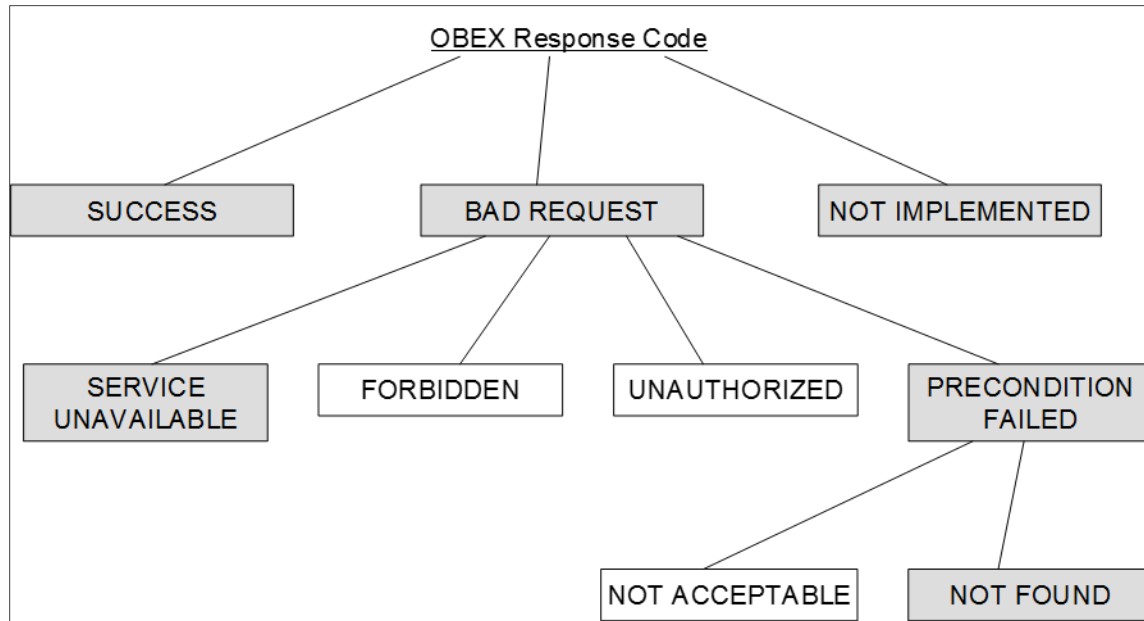 OBEX Response Code
SUCCESS
BAD REQUEST
NOT IMPLEMENTED
SERVICE
UNAVAILABLE
FORBIDDEN
UNAUTHORIZED
PRECONDITION
FAILED
NOT ACCEPTABLE
NOT FOUND